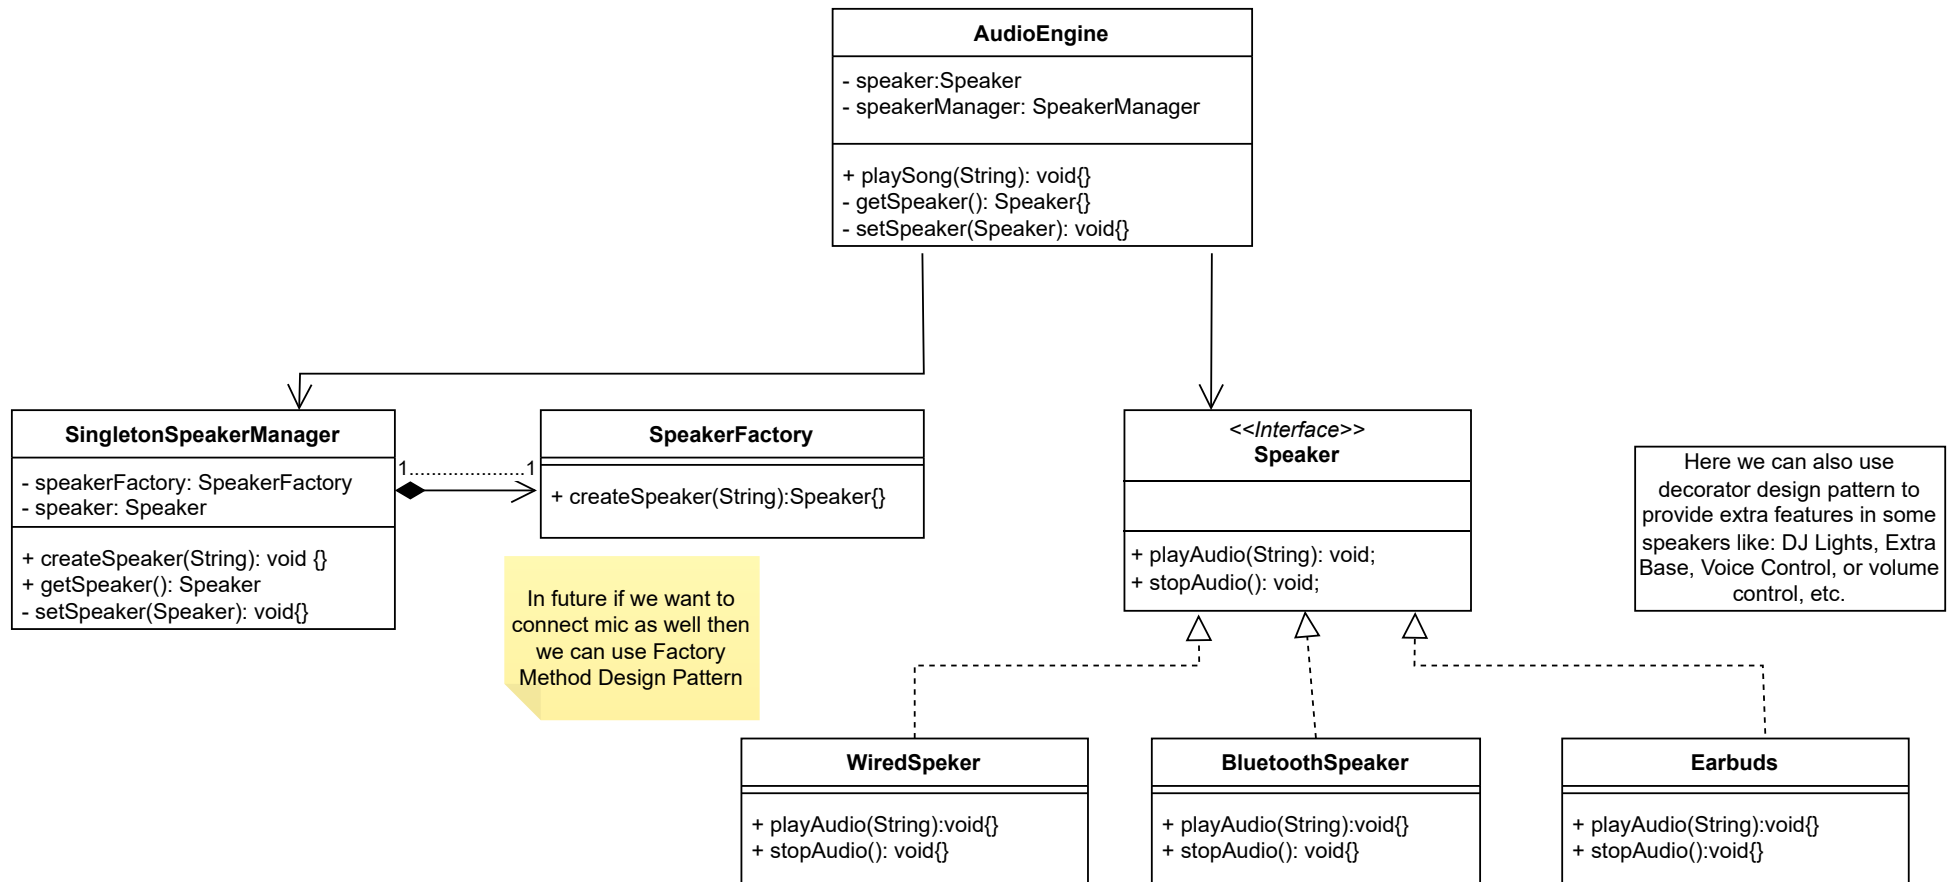 AudioEngine
- speaker:Speaker
- speakerManager: SpeakerManager
+ playSong(String): void{}
- getSpeaker(): Speaker{}
- setSpeaker(Speaker): void{}
SingletonSpeakerManager
- speakerFactory: SpeakerFactory
- speaker: Speaker
+ createSpeaker(String): void {}
+ getSpeaker(): Speaker
- setSpeaker(Speaker): void{}
1.....................1
SpeakerFactory
+ createSpeaker(String):Speaker{}
In future if we want to
connect mic as well then
we can use Factory
Method Design Pattern
<<Interface>>
Speaker
+ playAudio(String): void;
+ stopAudio(): void;
Here we can also use
decorator design pattern to
provide extra features in some
speakers like: DJ Lights, Extra
Base, Voice Control, or volume
control, etc.
WiredSpeker
+ playAudio(String):void{}
+ stopAudio(): void{}
BluetoothSpeaker
+ playAudio(String):void{}
+ stopAudio(): void{}
Earbuds
+ playAudio(String):void{}
+ stopAudio():void{}